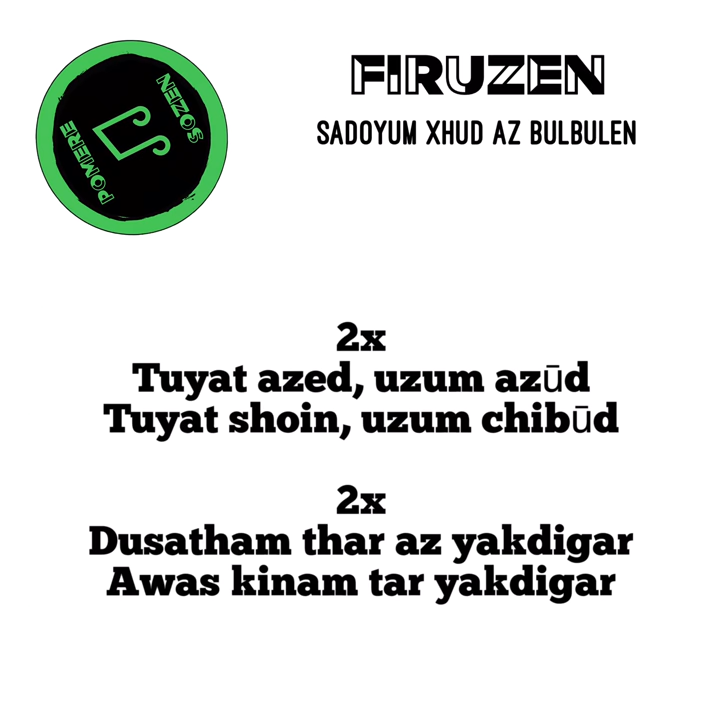 POMERE
SOZEN
FIRUZEN
SADOYUM XHUD AZ BULBULEN
2x
Tuyat azed, uzum azūd
Tuyat shoin, uzum chibūd
2x
Dusatham thar az yakdigar
Awas kinam tar yakdigar